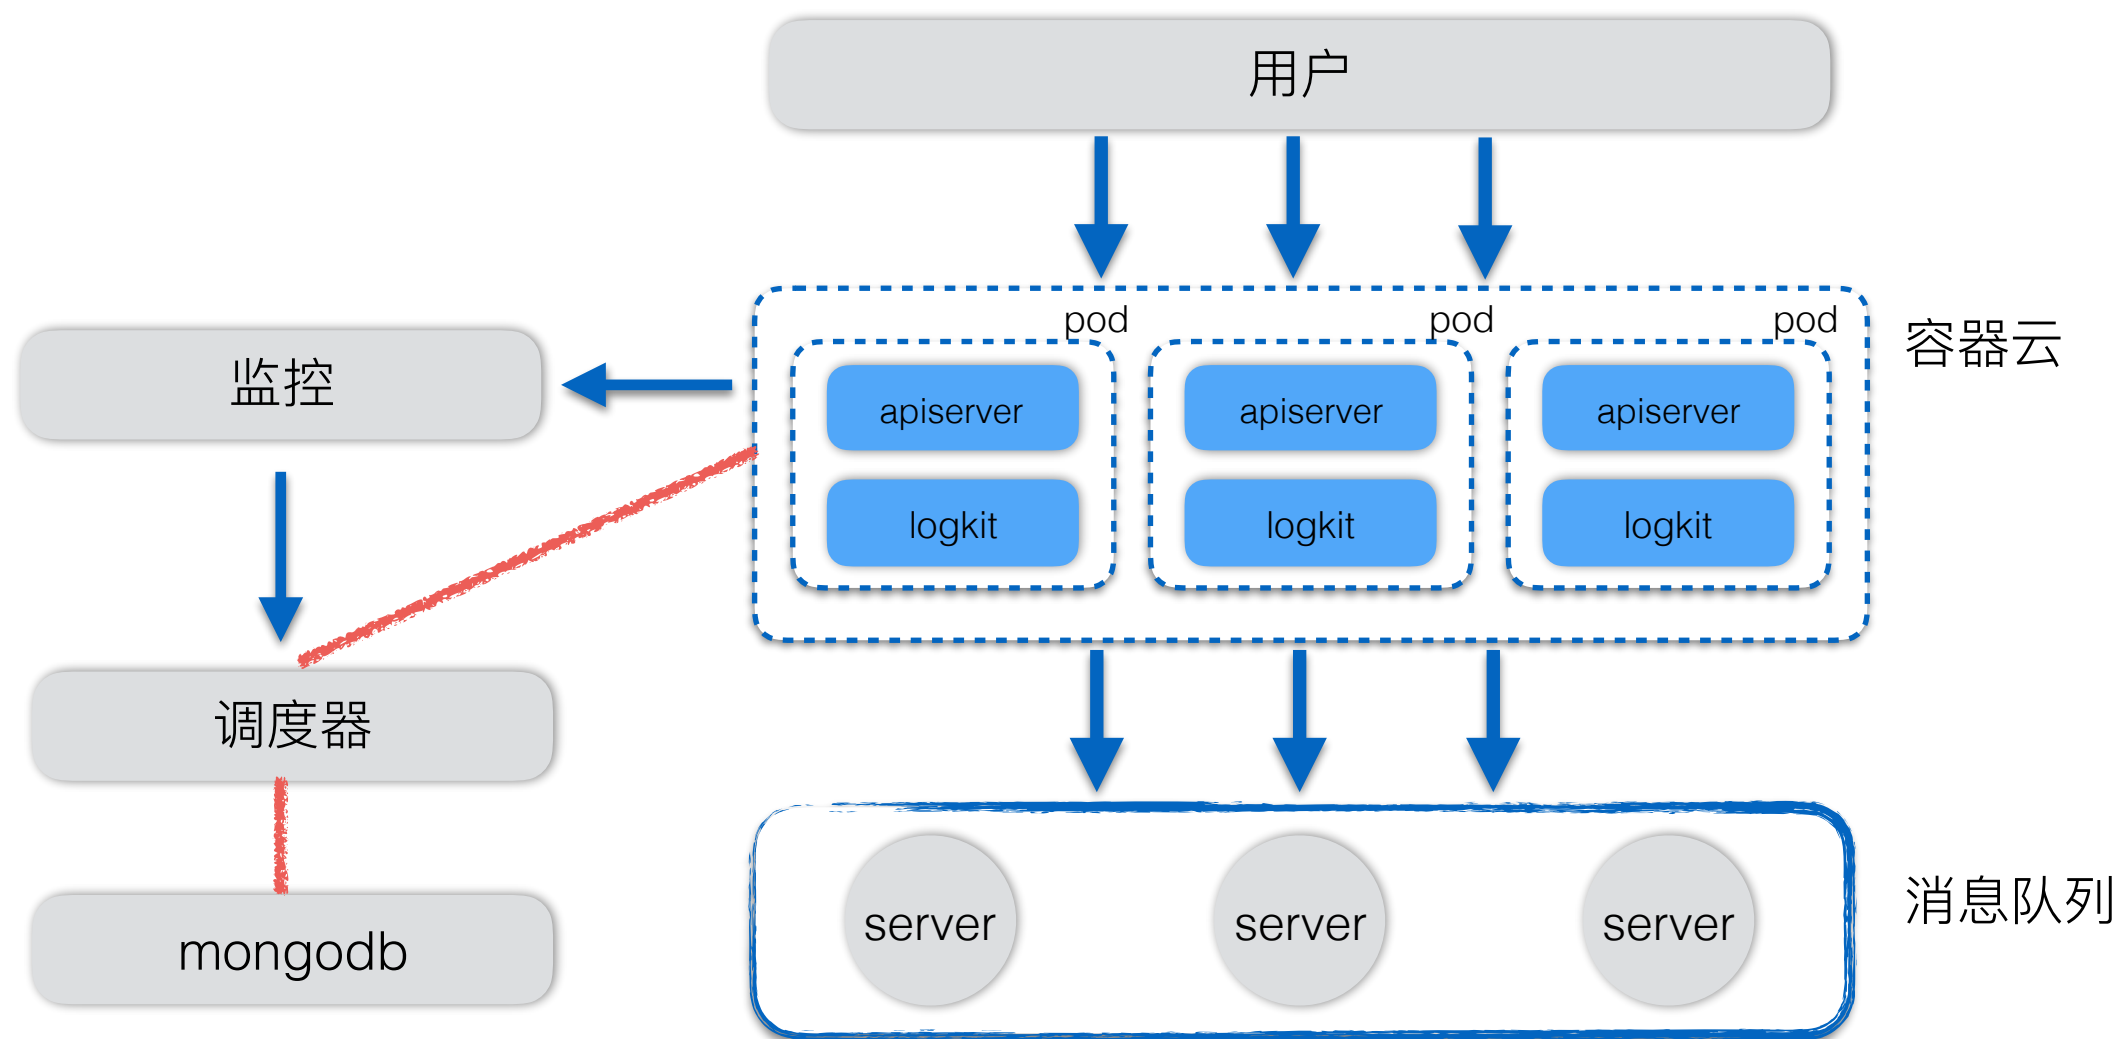 用户
pod
pod
pod
容器云
apiserver
apiserver
apiserver
logkit
logkit
logkit
监控
调度器
mongodb
server
server
server
消息队列